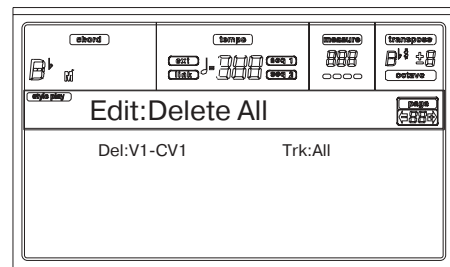 chord tempo measure transpose
ext seq 1
link seq 2
octave
style play
Edit:Delete All
page
Del:V1-CV1 Trk:All